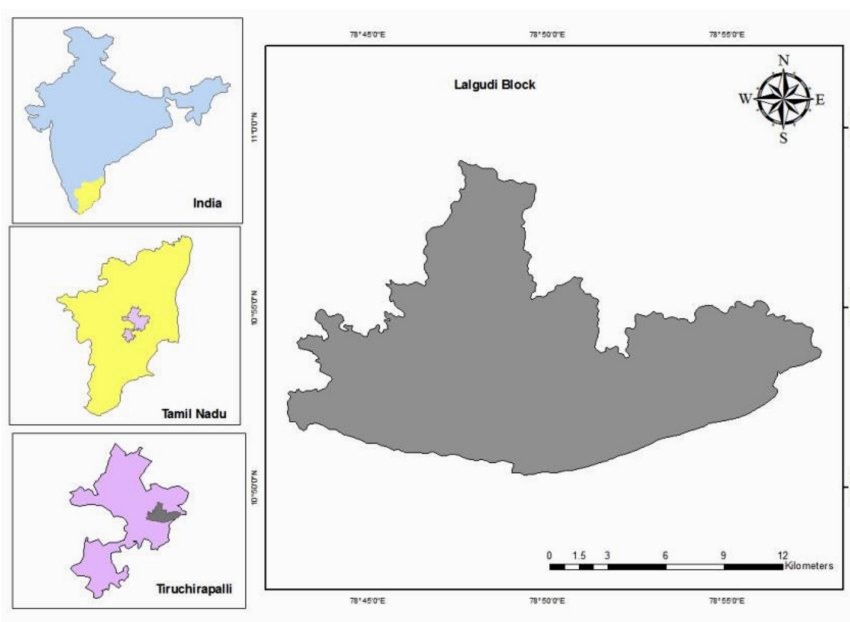 India
Tamil Nadu
Tiruchirapalli
78°45'0"E 78°50'0"E 78°55'0"E
Lalgudi Block
N
W E
S
11°0'0"N
10°55'0"N
10°50'0"N
0 1.5 3 6 9 12
Kilometers
78°45'0"E 78°50'0"E 78°55'0"E